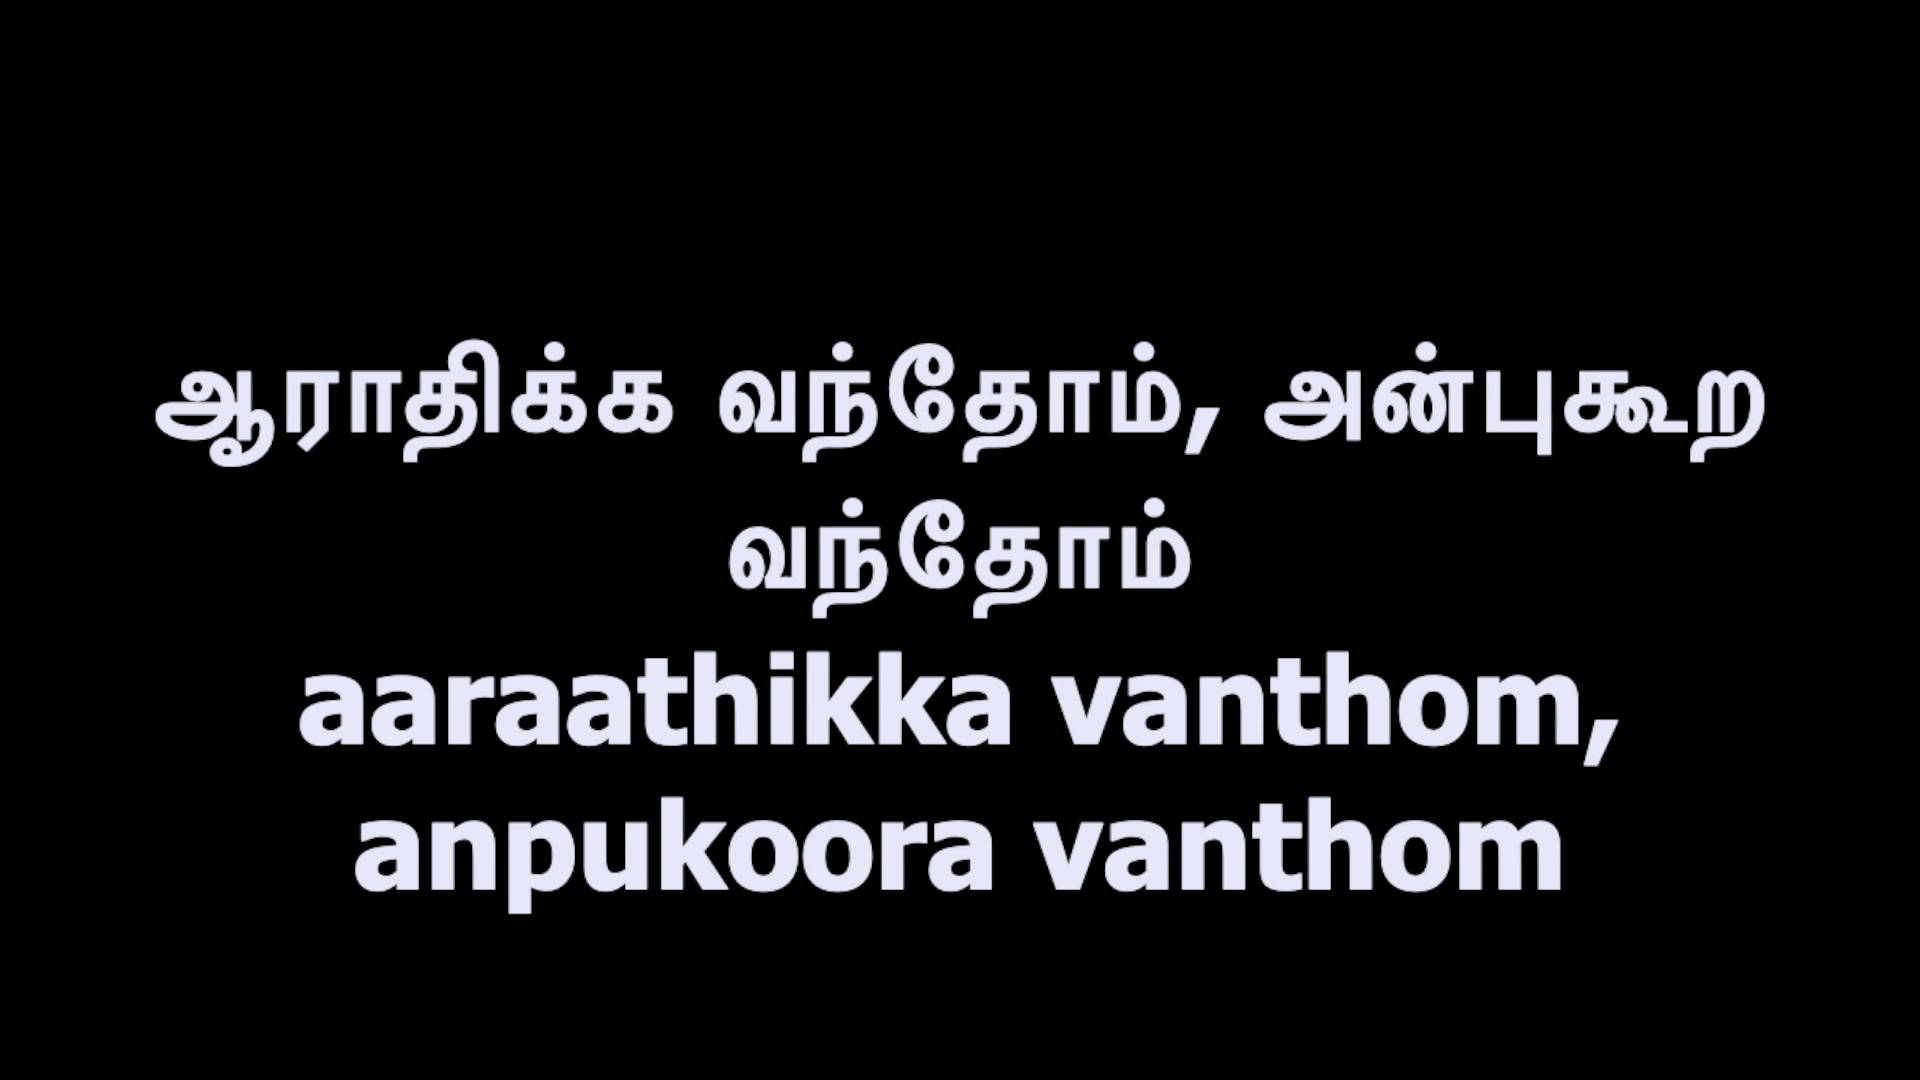 ஆராதிக்க வந்தோம், அன்புகூற
வந்தோம்
aaraathikka vanthom,
anpukoora vanthom